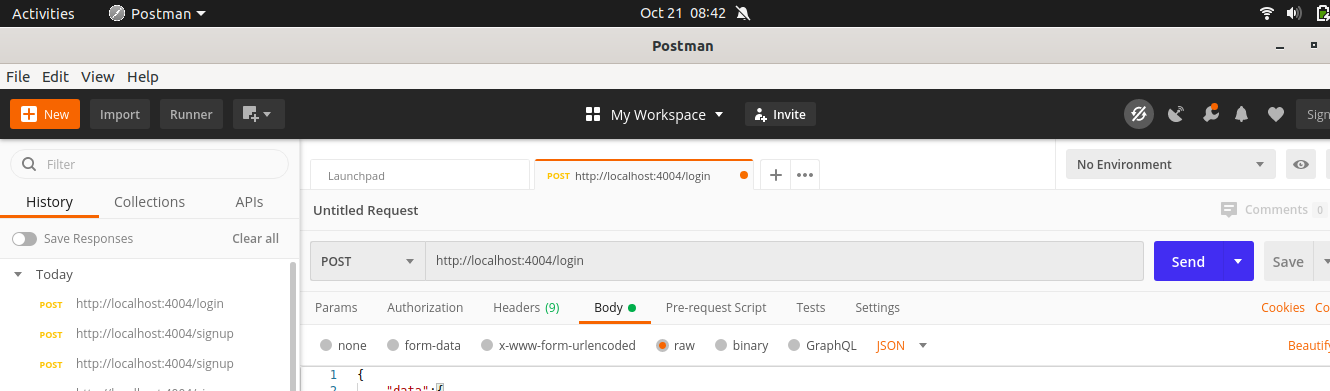 Activities Postman Oct 21 08:42
Postman
File Edit View Help
New Import Runner My Workspace Invite
Filter
Launchpad POST http://localhost:4004/login No Environment
History Collections APIs
Untitled Request Comments 0
Save Responses Clear all
POST http://localhost:4004/login Send Save
Today
POST http://localhost:4004/login
POST http://localhost:4004/signup
POST http://localhost:4004/signup
Params Authorization Headers (9) Body Pre-request Script Tests Settings Cookies
none form-data x-www-form-urlencoded raw binary GraphQL JSON Beautify
1 {
2 "data":{